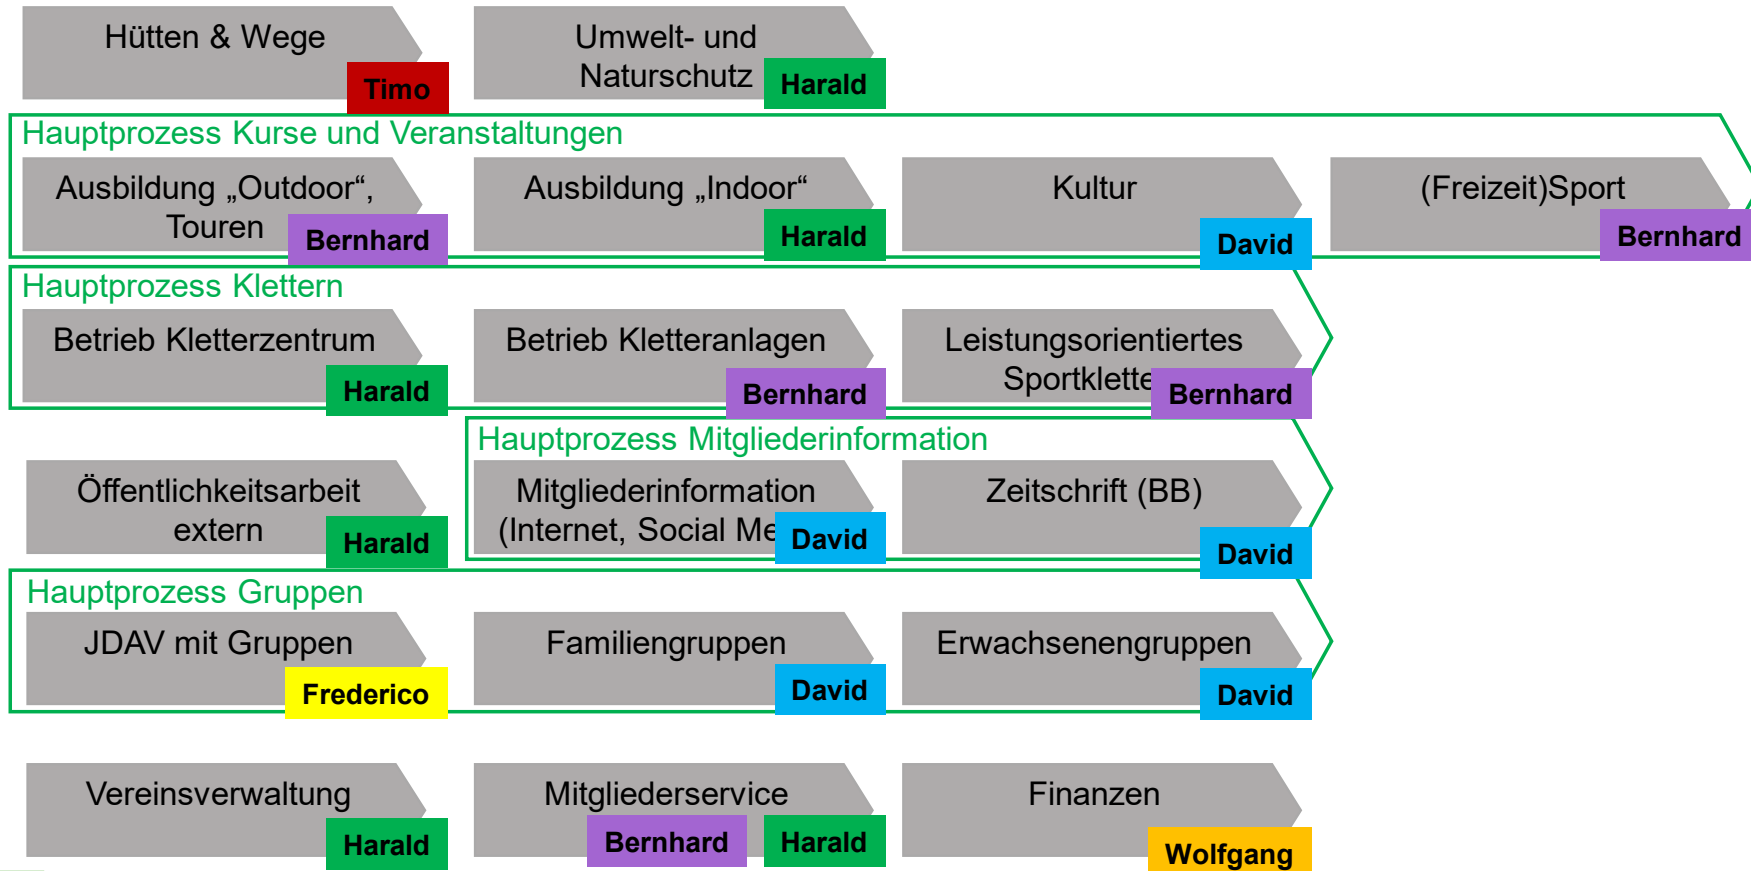 Hütten & Wege
Timo
Umwelt- und
Naturschutz
Harald
Hauptprozess Kurse und Veranstaltungen
Ausbildung „Outdoor“,
Touren
Bernhard
Ausbildung „Indoor“
Harald
Kultur
David
(Freizeit)Sport
Bernhard
Hauptprozess Klettern
Betrieb Kletterzentrum
Harald
Betrieb Kletteranlagen
Bernhard
Leistungsorientiertes
Sportklette
Bernhard
Öffentlichkeitsarbeit
extern
Harald
Hauptprozess Mitgliederinformation
Mitgliederinformation
(Internet, Social Me
David
Zeitschrift (BB)
David
Hauptprozess Gruppen
JDAV mit Gruppen
Frederico
Familiengruppen
David
Erwachsenengruppen
David
Vereinsverwaltung
Harald
Mitgliederservice
Bernhard
Harald
Finanzen
Wolfgang